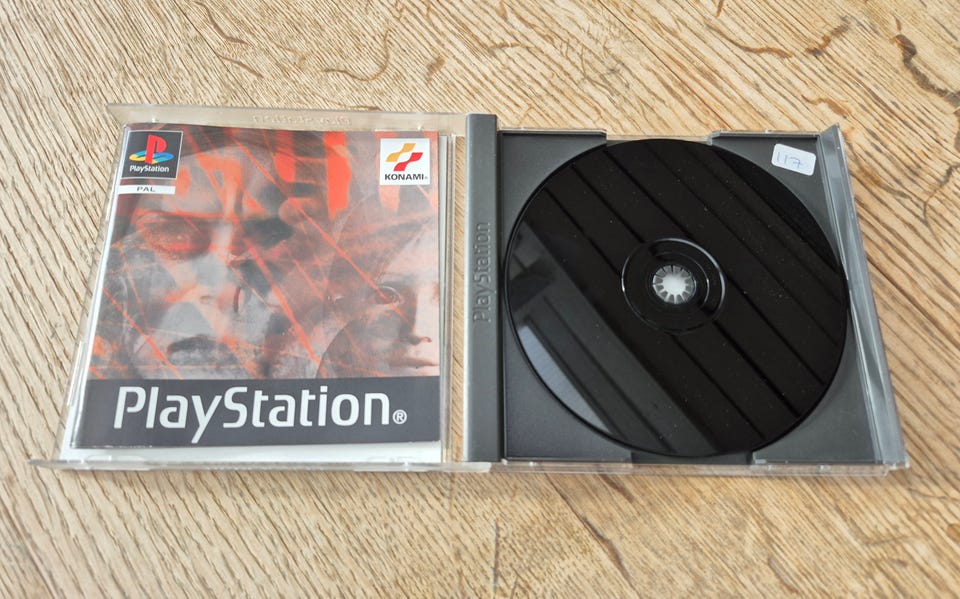 PlayStation
PAL
KONAMI®
PlayStation®
PlayStation
117